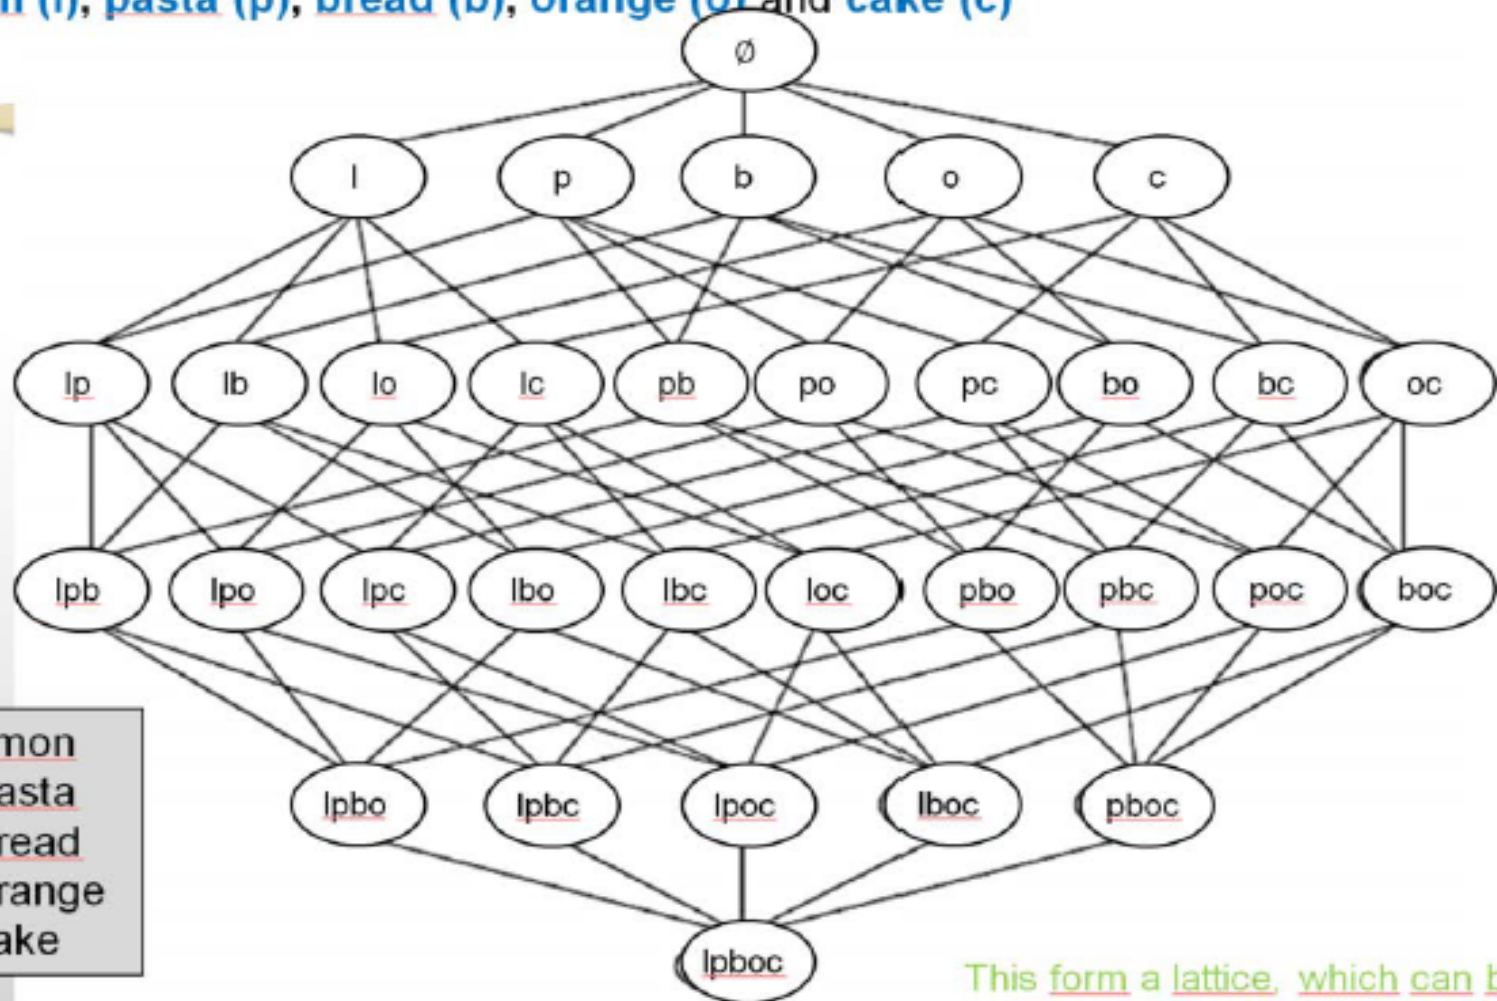 (l), pasta (p), bread (b), orange (o) and cake (c)
∅
l p b o c
lp lb lo lc pb po pc bo bc oc
lpb lpo lpc lbo lbc loc pbo pbc poc boc
mon
asta
read
range
ake
lpbo lpbc lpoc lboc pboc
lpboc
This form a lattice, which can b